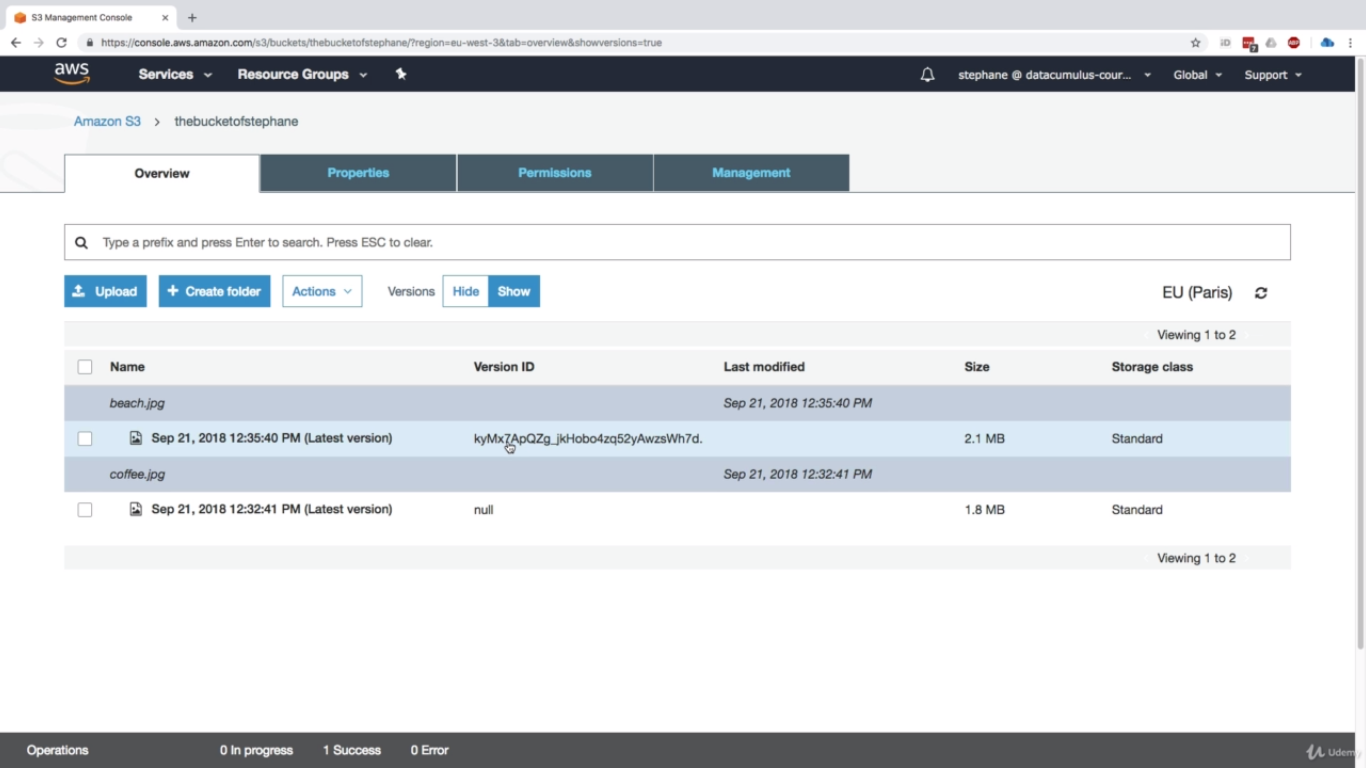 S3 Management Console
https://console.aws.amazon.com/s3/buckets/thebucketofstephane/?region=eu-west-3&tab=overview&showversions=true
aws Services Resource Groups stephane @ datacumulus-cour... Global Support
Amazon S3 > thebucketofstephane
Overview Properties Permissions Management
Type a prefix and press Enter to search. Press ESC to clear.
Upload + Create folder Actions Versions Hide Show EU (Paris)
Viewing 1 to 2
Name Version ID Last modified Size Storage class
beach.jpg Sep 21, 2018 12:35:40 PM
Sep 21, 2018 12:35:40 PM (Latest version) kyMx7ApQZg_jkHobo4zq52yAwzsWh7d. 2.1 MB Standard
coffee.jpg Sep 21, 2018 12:32:41 PM
Sep 21, 2018 12:32:41 PM (Latest version) null 1.8 MB Standard
Viewing 1 to 2
Operations 0 In progress 1 Success 0 Error
Udemy